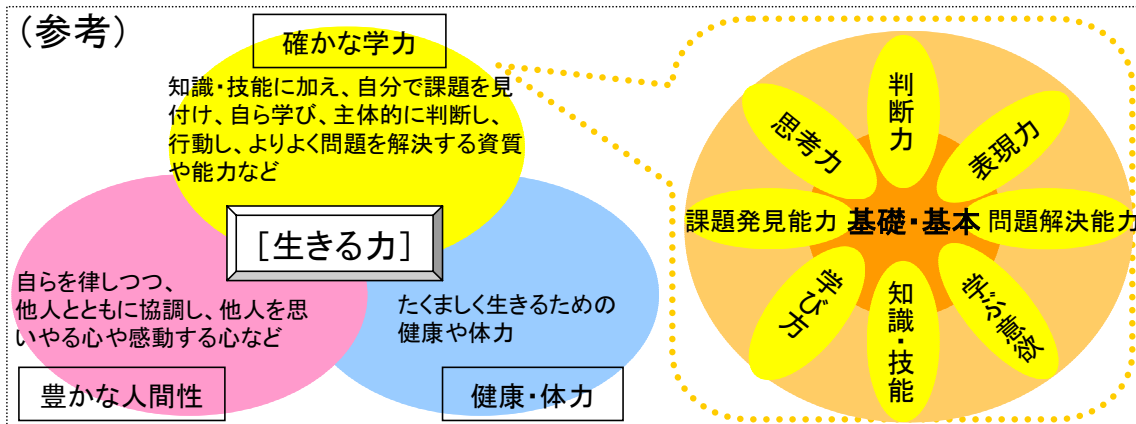 (参考)
確かな学力
知識・技能に加え、自分で課題を見
付け、自ら学び、主体的に判断し、
行動し、よりよく問題を解決する資質
や能力など
[生きる力]
自らを律しつつ、
他人とともに協調し、他人を思
いやる心や感動する心など
豊かな人間性
たくましく生きるための
健康や体力
健康・体力
判断力
思考力
表現力
課題発見能力
基礎・基本
問題解決能力
学び方
知識・技能
学ぶ意欲